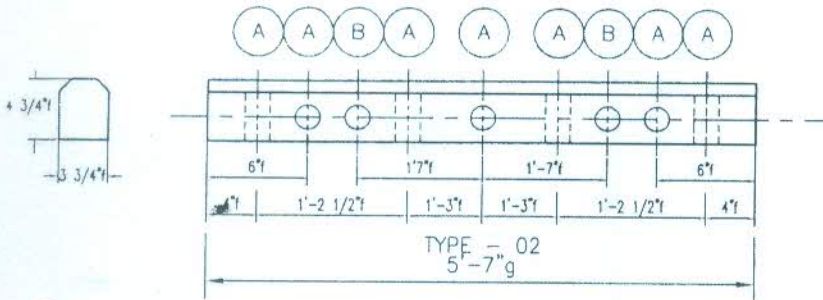 A A B A A A B A A
4 3/4"f
3 3/4"f
6"f 1'7"f 1'-7"f 6"f
4"f 1'-2 1/2"f 1'-3"f 1'-3"f 1'-2 1/2"f 4"f
TYPE - 02
5'-7"g